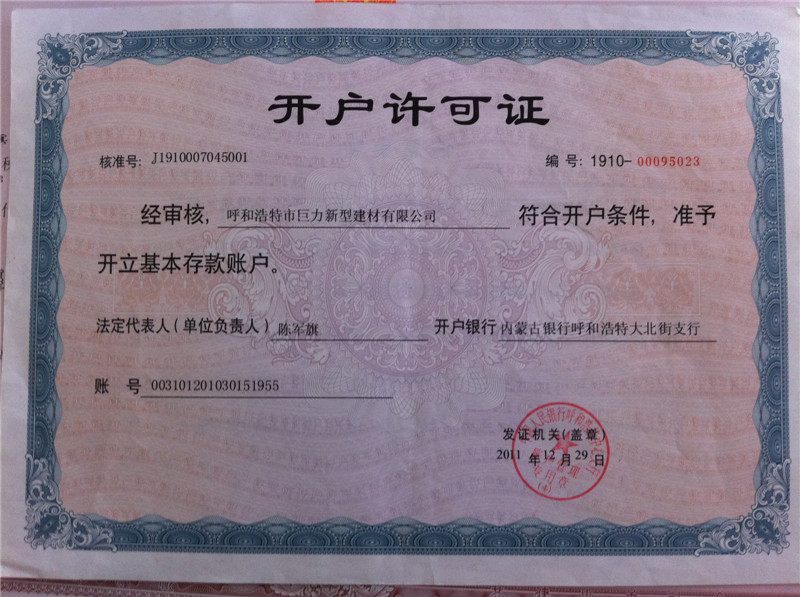 开户许可证
核准号: J1910007045001 编号: 1910-00095023
经审核, 呼和浩特市巨力新型建材有限公司 符合开户条件, 准予
开立基本存款账户。
法定代表人(单位负责人) 陈军旗 开户银行 内蒙古银行呼和浩特大北街支行
账 号 003101201030151955
发证机关(盖章)
2011 年 12 月 29 日